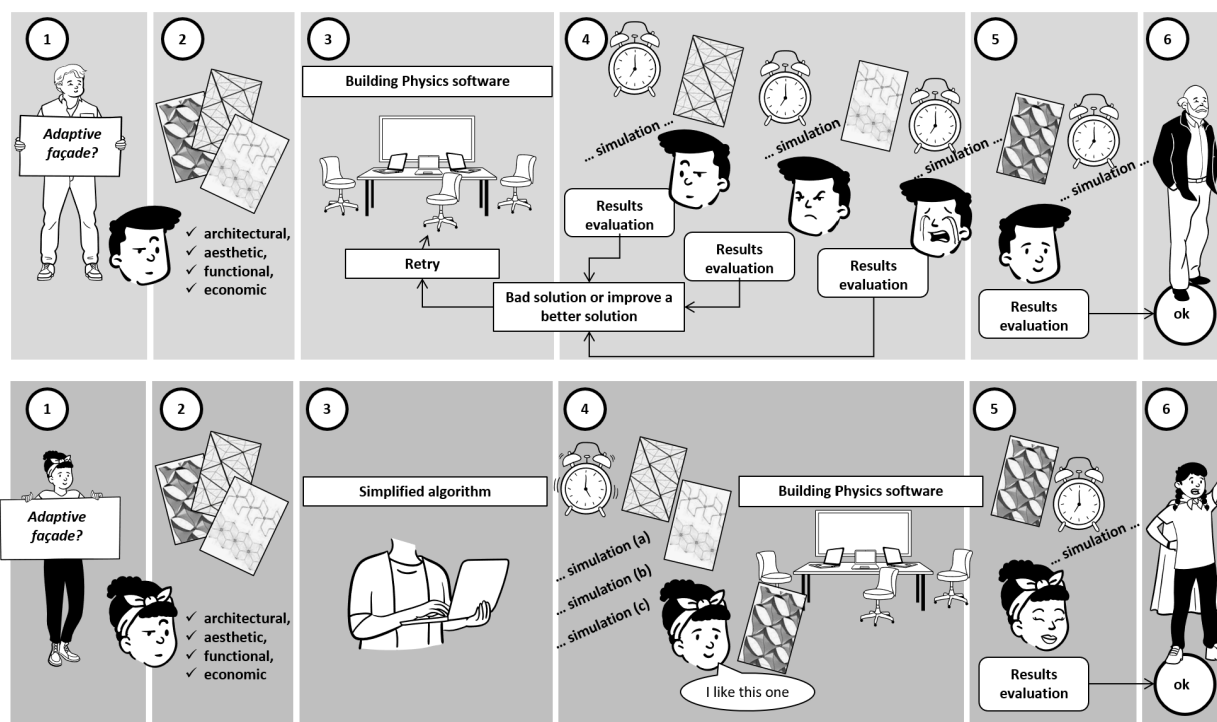 1
2
3
4
5
6
Adaptive
façade?
✓ architectural,
✓ aesthetic,
✓ functional,
✓ economic
Building Physics software
Retry
... simulation ...
... simulation
... simulation ...
Results
evaluation
Results
evaluation
Results
evaluation
Bad solution or improve a
better solution
... simulation ...
Results
evaluation
ok
1
2
3
4
5
6
Adaptive
façade?
✓ architectural,
✓ aesthetic,
✓ functional,
✓ economic
Simplified algorithm
... simulation (a)
... simulation (b)
... simulation (c)
I like this one
Building Physics software
... simulation ...
Results
evaluation
ok